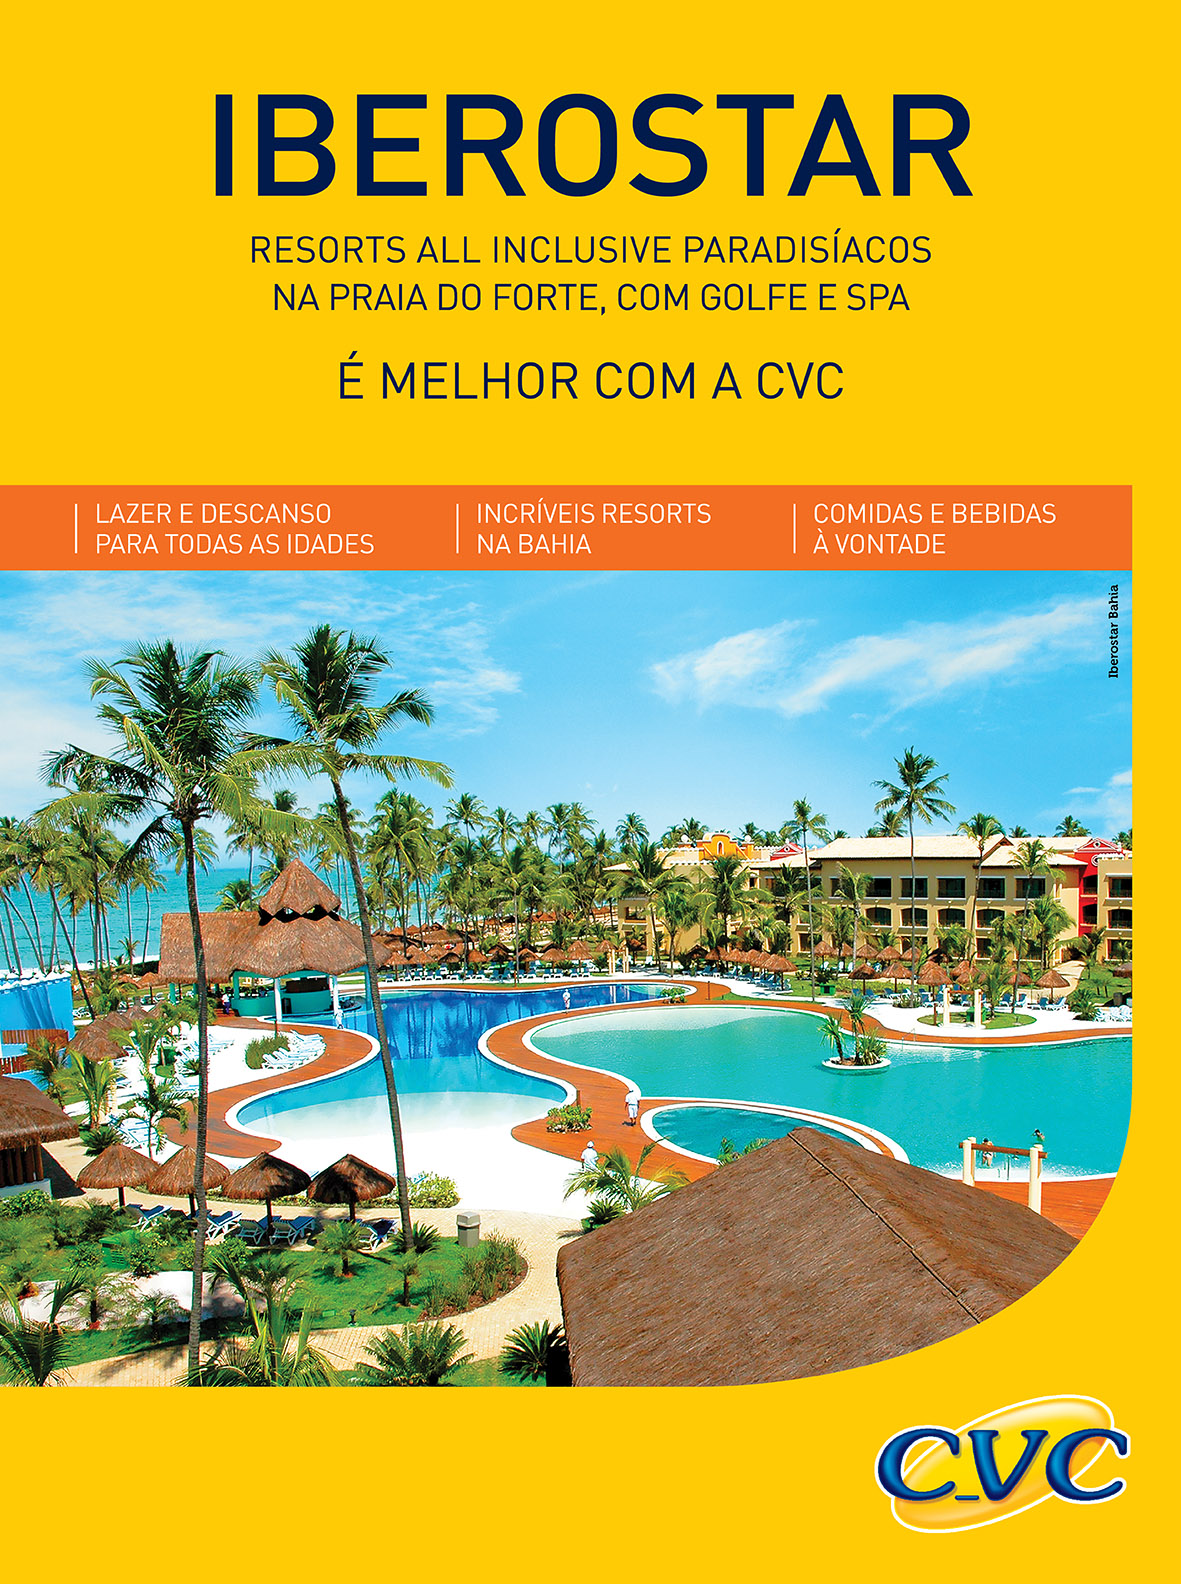 IBEROSTAR
RESORTS ALL INCLUSIVE PARADISÍACOS
NA PRAIA DO FORTE, COM GOLFE E SPA
É MELHOR COM A CVC
LAZER E DESCANSO
PARA TODAS AS IDADES
INCRÍVEIS RESORTS
NA BAHIA
COMIDAS E BEBIDAS
À VONTADE
Iberostar Bahia
CVC